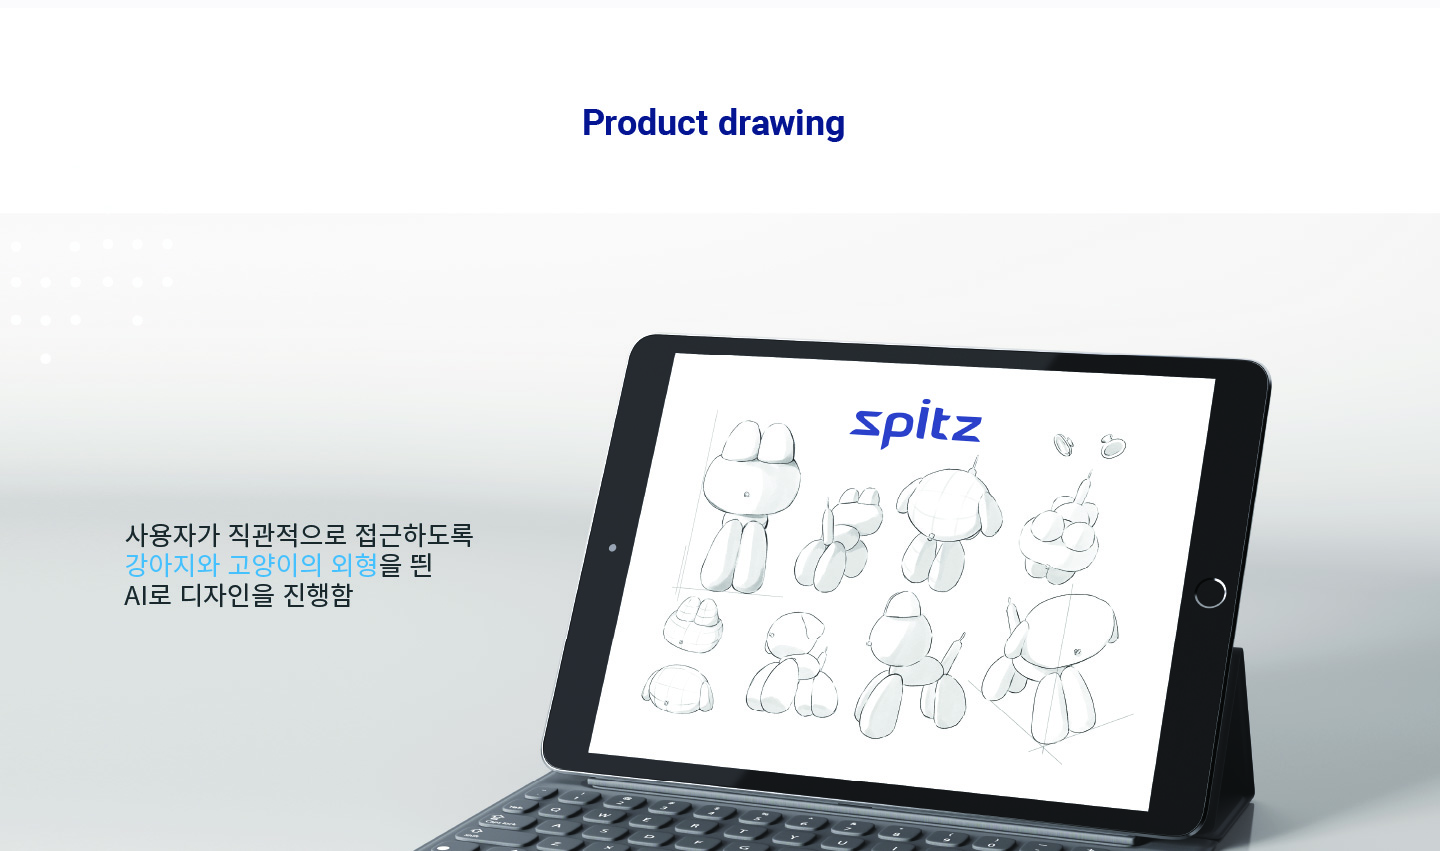 Product drawing
spitz
사용자가 직관적으로 접근하도록
강아지와 고양이의 외형을 띈
AI로 디자인을 진행함
Q W E R T Y U I
A S D F G
Z X